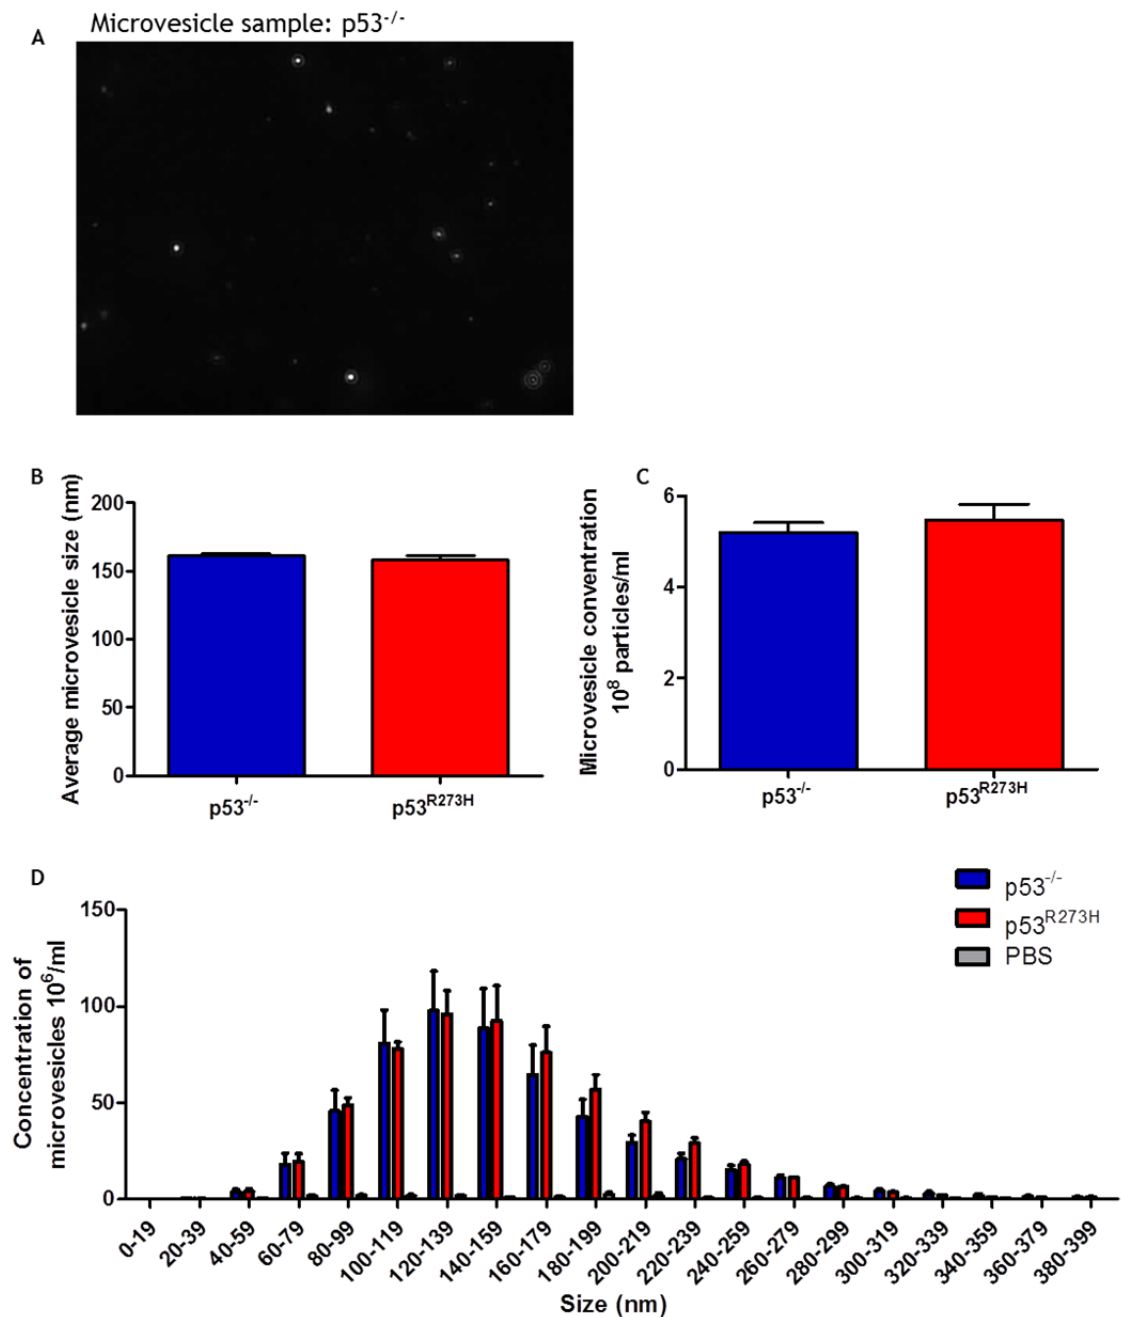 A
Microvesicle sample: p53-/-
B
Average microvesicle size (nm)
200
150
100
50
0
p53-/-
p53R273H
C
Microvesicle conventration
10^8 particles/ml
6
4
2
0
p53-/-
p53R273H
D
p53-/-
p53R273H
PBS
Concentration of
microvesicles 10^6/ml
150
100
50
0
0-19
20-39
40-59
60-79
80-99
100-119
120-139
140-159
160-179
180-199
200-219
220-239
240-259
260-279
280-299
300-319
320-339
340-359
360-379
380-399
Size (nm)